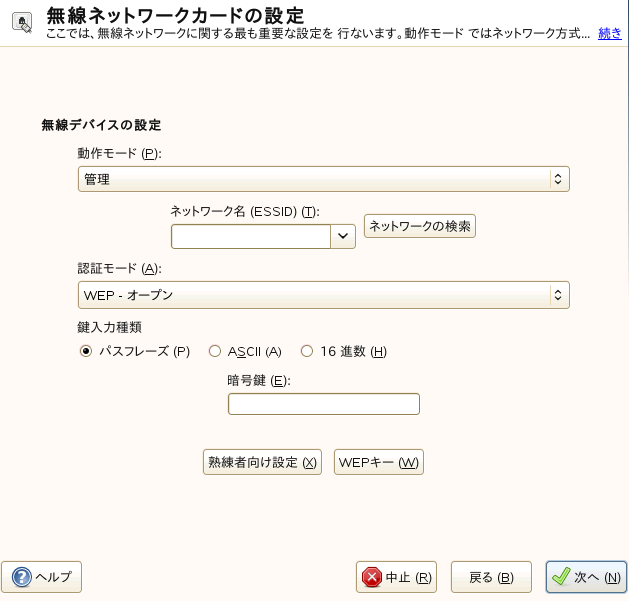 無線ネットワークカードの設定
ここでは、無線ネットワークに関する最も重要な設定を 行ないます。動作モード ではネットワーク方式... 続き
無線デバイスの設定
動作モード (P):
管理
ネットワーク名 (ESSID) (T):
ネットワークの検索
認証モード (A):
WEP - オープン
鍵入力種類
パスフレーズ (P) ASCII (A) 16 進数 (H)
暗号鍵 (E):
熟練者向け設定 (X) WEPキー (W)
ヘルプ 中止 (R) 戻る (B) 次へ (N)